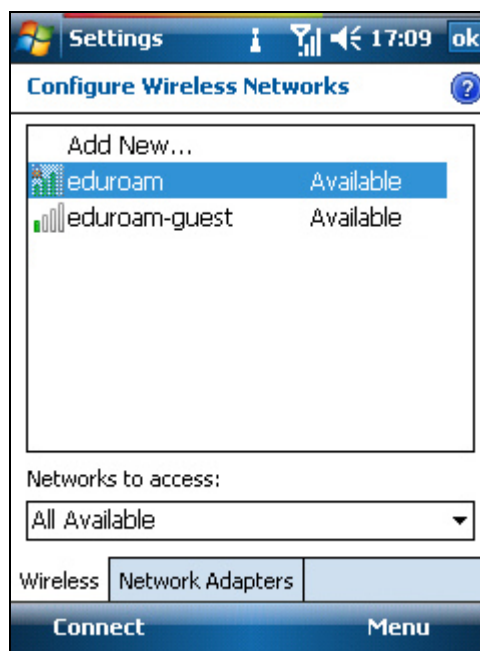 Settings 17:09 ok
Configure Wireless Networks ?
Add New...
eduroam Available
eduroam-guest Available
Networks to access:
All Available
Wireless Network Adapters
Connect Menu